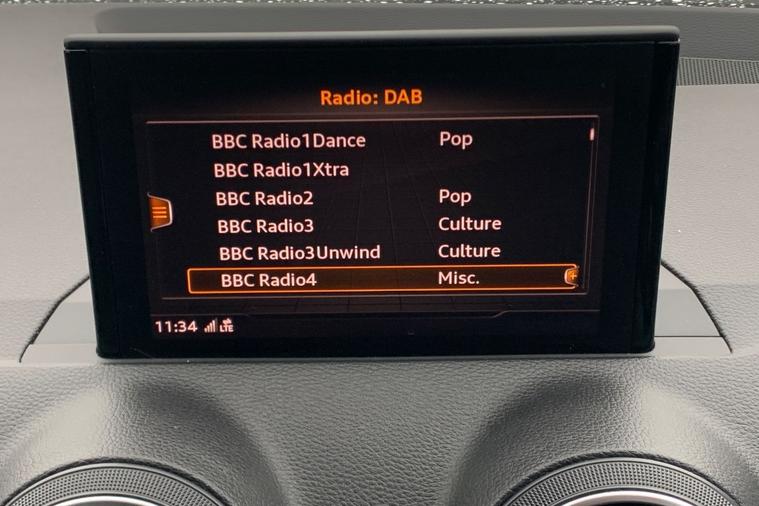 Radio: DAB
BBC Radio1Dance Pop
BBC Radio1Xtra
BBC Radio2 Pop
BBC Radio3 Culture
BBC Radio3Unwind Culture
BBC Radio4 Misc.
11:34 LTE